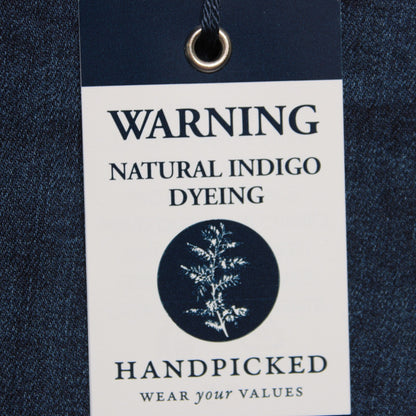 WARNING
NATURAL INDIGO
DYEING
HANDPICKED
WEAR your VALUES